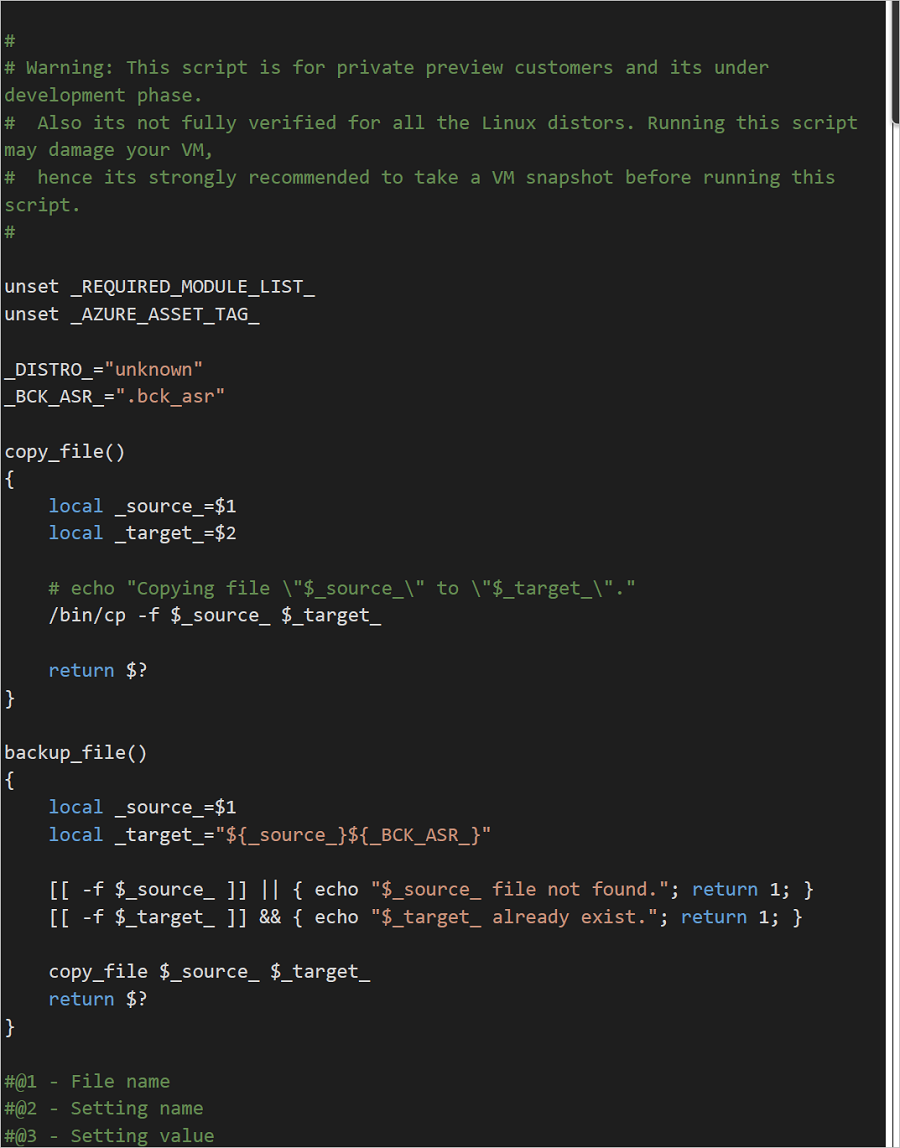 #
# Warning: This script is for private preview customers and its under
development phase.
#  Also its not fully verified for all the Linux distors. Running this script
may damage your VM,
#  hence its strongly recommended to take a VM snapshot before running this
script.
#
unset _REQUIRED_MODULE_LIST_
unset _AZURE_ASSET_TAG_
_DISTRO_="unknown"
_BCK_ASR_=".bck_asr"
copy_file()
{
    local _source_=$1
    local _target_=$2
    # echo "Copying file \"$_source_\" to \"$_target_\"."
    /bin/cp -f $_source_ $_target_
    return $?
}
backup_file()
{
    local _source_=$1
    local _target_="${_source_}${_BCK_ASR_}"
    [[ -f $_source_ ]] || { echo "$_source_ file not found."; return 1; }
    [[ -f $_target_ ]] && { echo "$_target_ already exist."; return 1; }
    copy_file $_source_ $_target_
    return $?
}
#@1 - File name
#@2 - Setting name
#@3 - Setting value